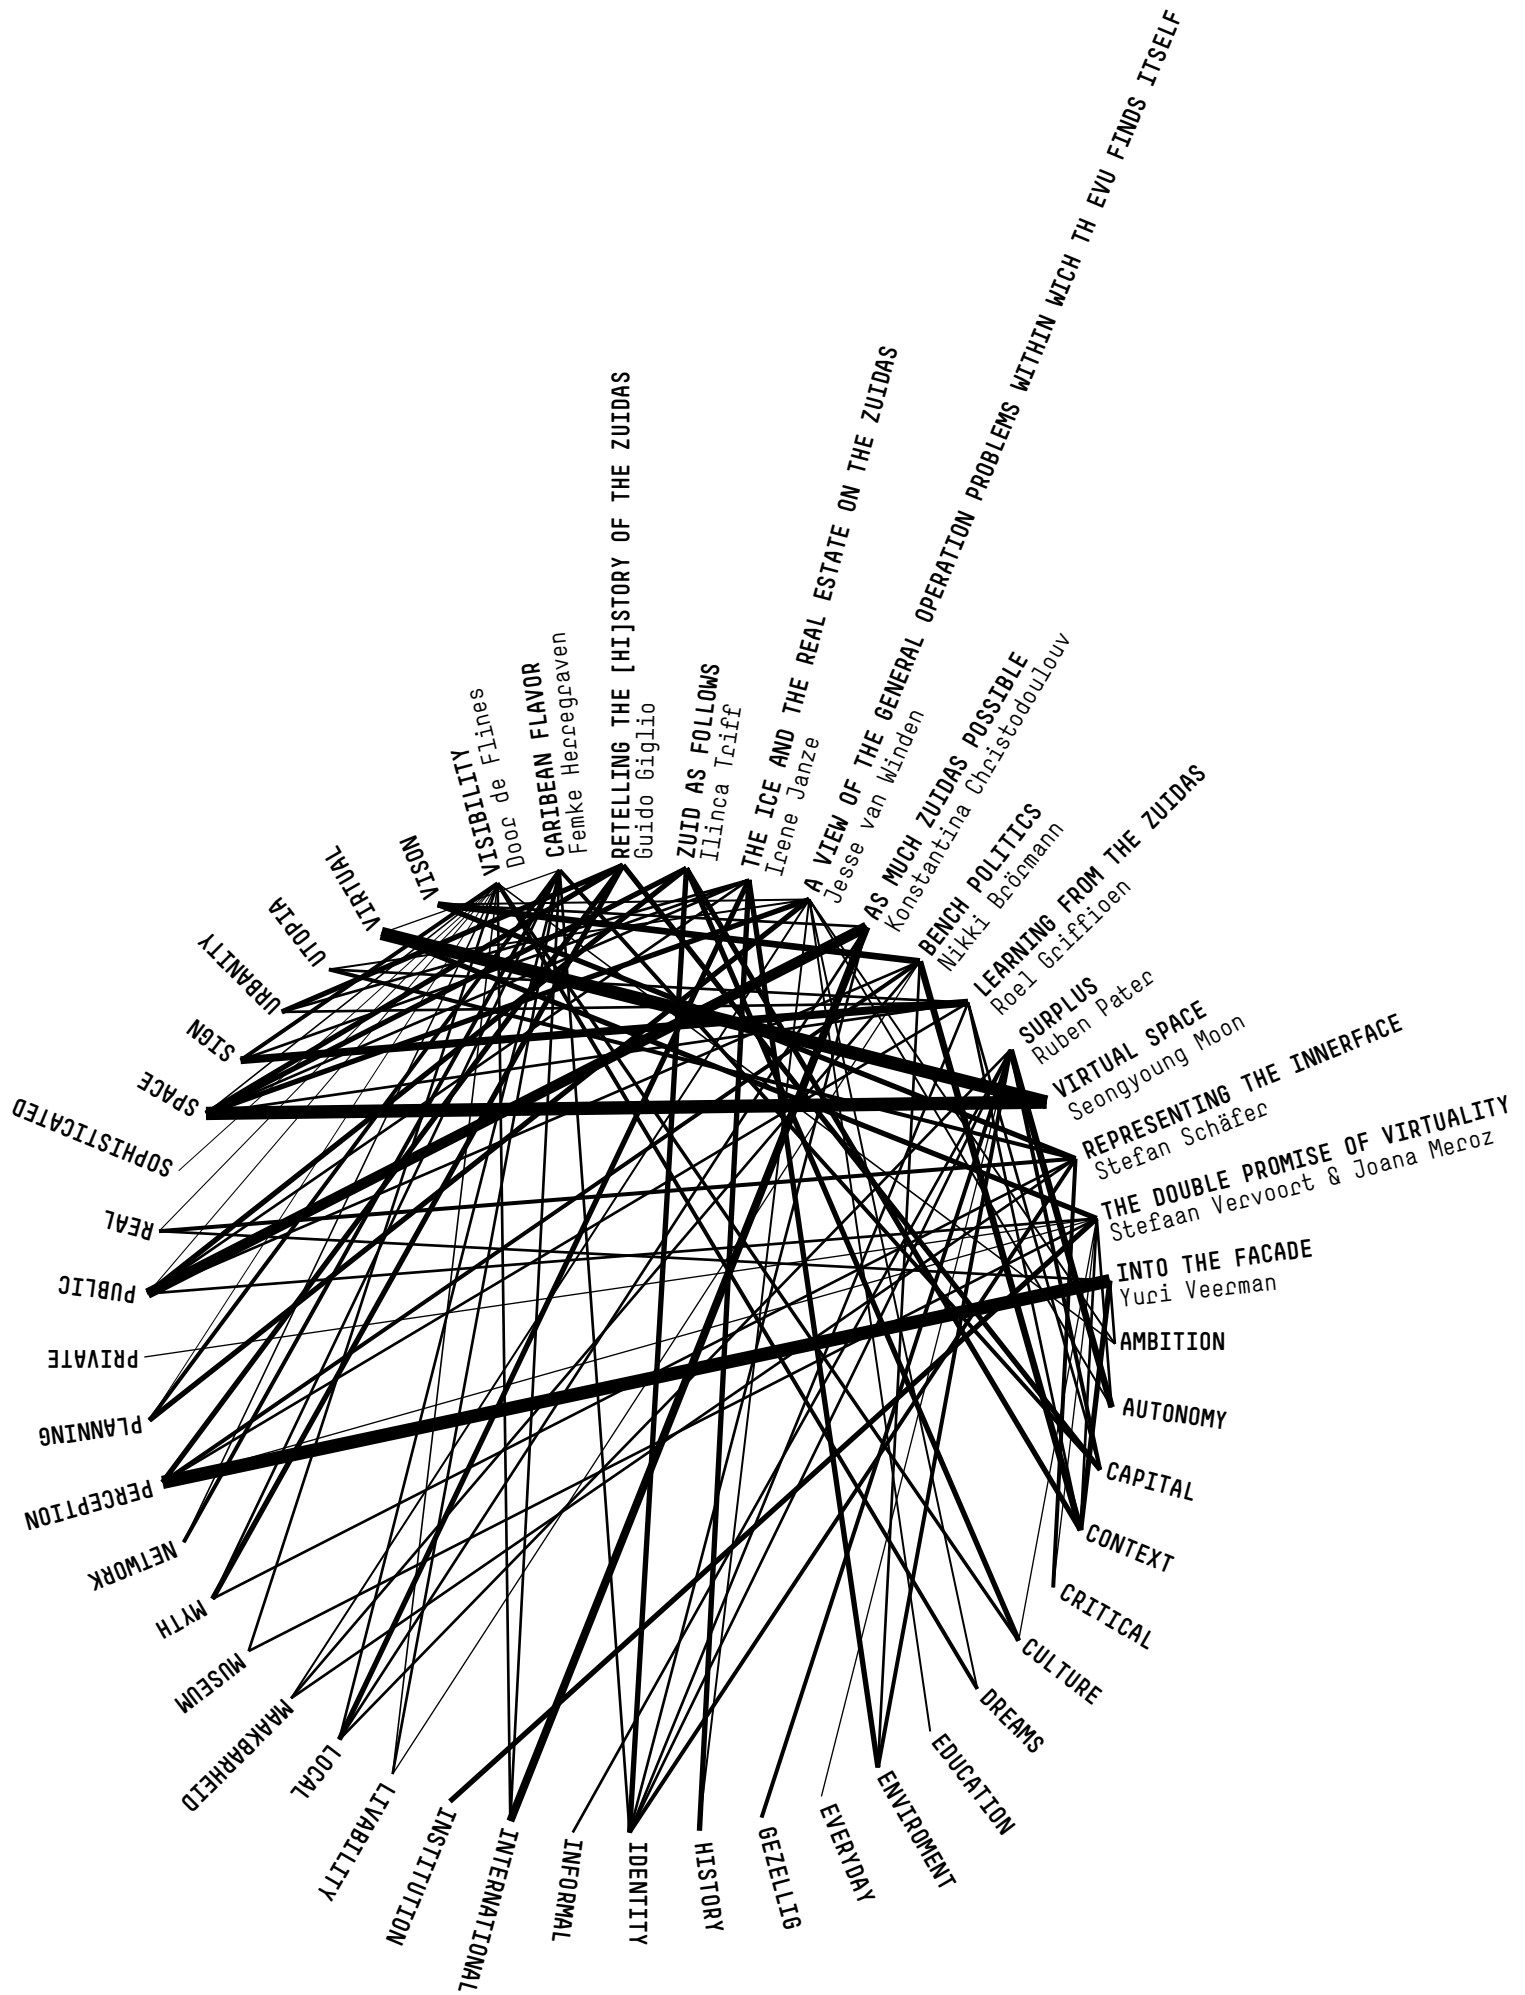 VISIBILITY
Door de Flines
CARIBEAN FLAVOR
Femke Herregraven
RETELLING THE [HI]STORY OF THE ZUIDAS
Guido Giglio
ZUID AS FOLLOWS
Ilinca Triff
THE ICE AND THE REAL ESTATE ON THE ZUIDAS
Irene Janze
A VIEW OF THE GENERAL OPERATION PROBLEMS WITHIN WICH TH EVU FINDS ITSELF
Jesse van Winden
AS MUCH ZUIDAS POSSIBLE
Konstantina Christodoulouv
BENCH POLITICS
Nikki Brörmann
LEARNING FROM THE ZUIDAS
Roel Griffioen
SURPLUS
Ruben Pater
VIRTUAL SPACE
Seongyoung Moon
REPRESENTING THE INNERFACE
Stefan Schäfer
THE DOUBLE PROMISE OF VIRTUALITY
Stefaan Vervoort & Joana Meroz
INTO THE FACADE
Yuri Veerman
AMBITION
AUTONOMY
CAPITAL
CONTEXT
CRITICAL
CULTURE
DREAMS
EDUCATION
ENVIROMENT
EVERYDAY
GEZELLIG
HISTORY
IDENTITY
INFORMAL
INTERNATIONAL
INSTITUTION
LIVABILITY
LOCAL
MAAKBARHEID
MUSEUM
MYTH
NETWORK
PERCEPTION
PLANNING
PRIVATE
PUBLIC
REAL
SOPHISTICATED
SPACE
SIGN
URBANITY
UTOPIA
VIRTUAL
VISON